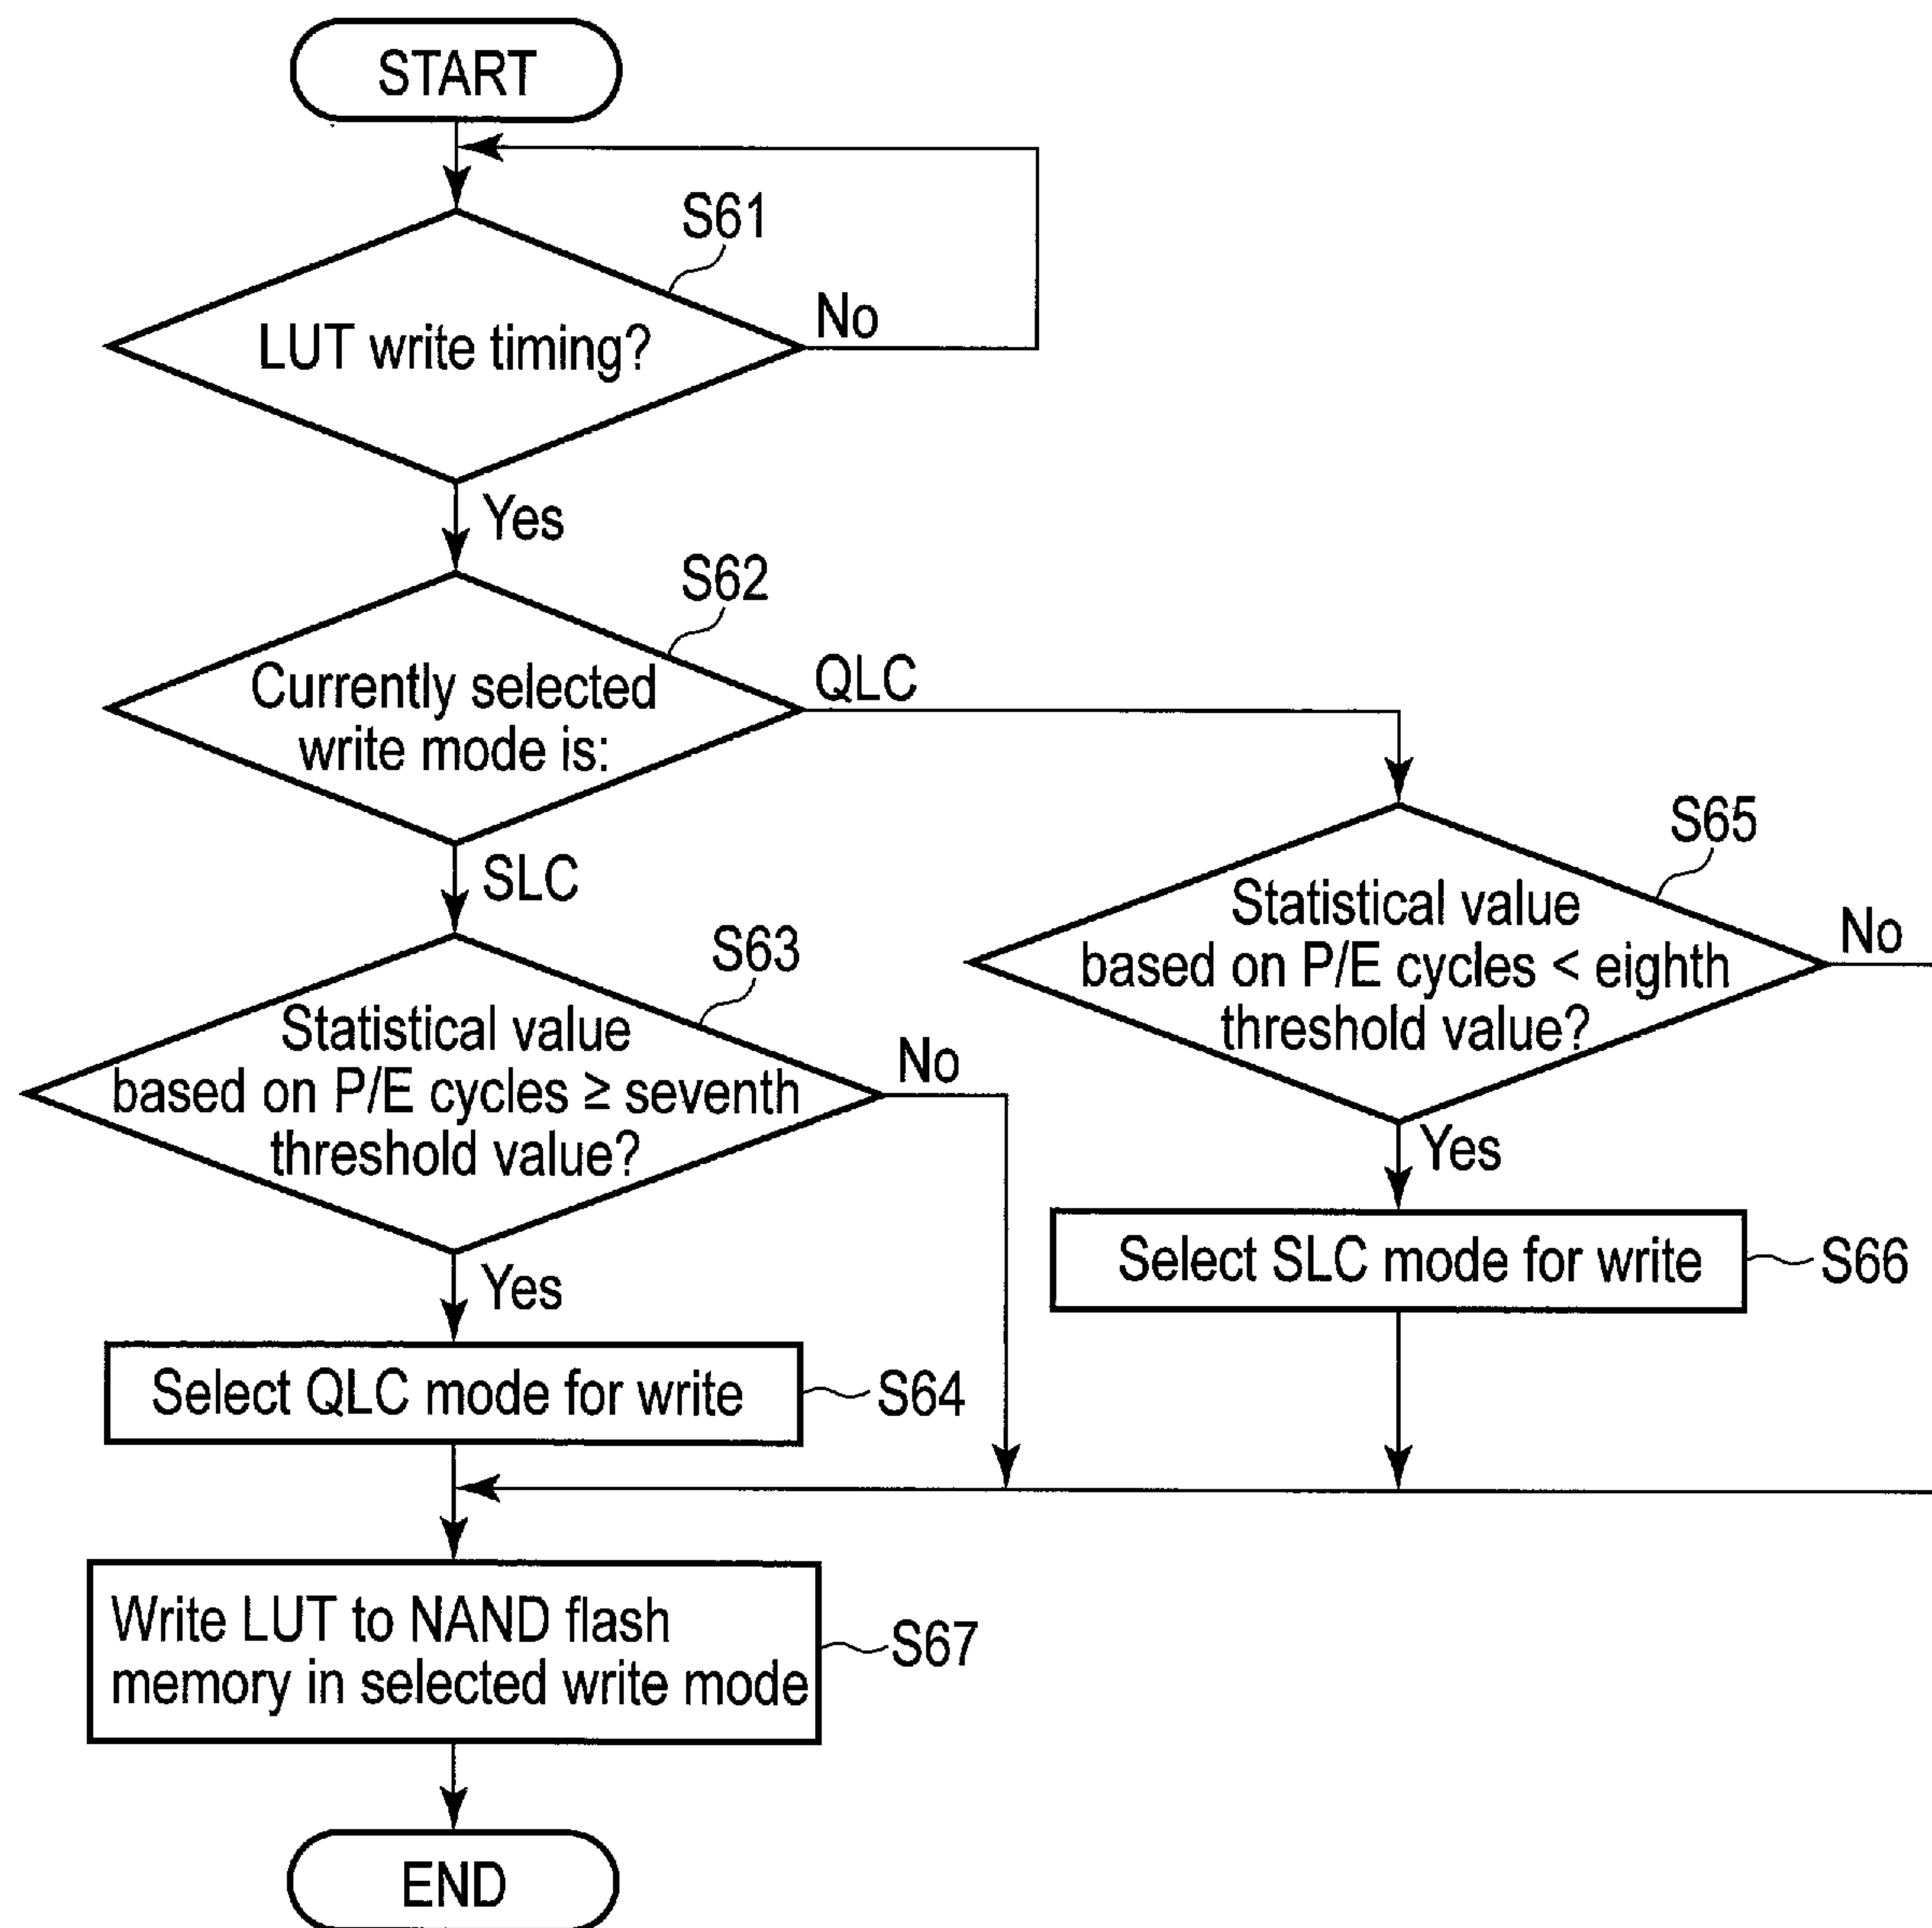 START
S61
LUT write timing?
No
Yes
S62
Currently selected
write mode is:
QLC
SLC
S63
Statistical value
based on P/E cycles ≥ seventh
threshold value?
No
Yes
S65
Statistical value
based on P/E cycles < eighth
threshold value?
No
Yes
Select SLC mode for write
S66
Select QLC mode for write
S64
Write LUT to NAND flash
memory in selected write mode
S67
END